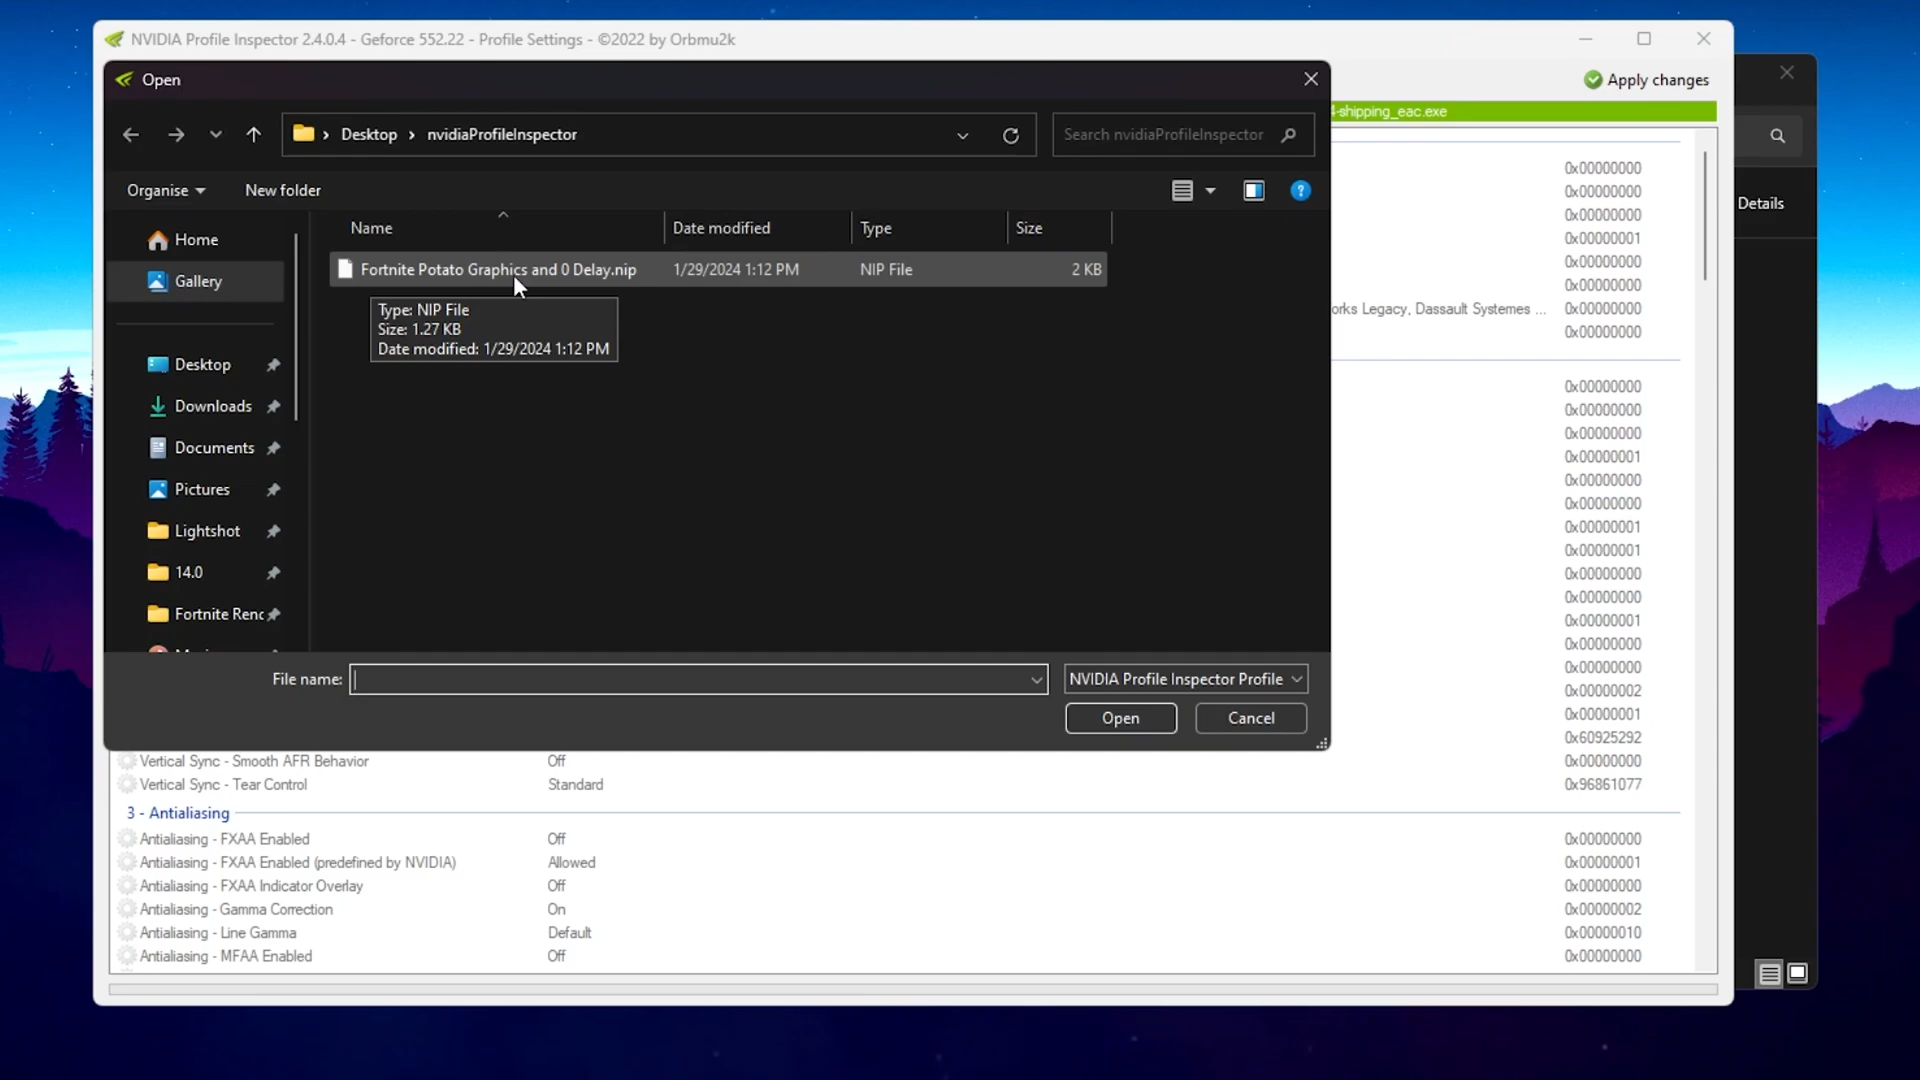 NVIDIA Profile Inspector 2.4.0.4 - Geforce 552.22 - Profile Settings - ©2022 by Orbmu2k
Open
Apply changes
4-shipping_eac.exe
Desktop › nvidiaProfileInspector
Search nvidiaProfileInspector
Organise
New folder
Details
Name
Date modified
Type
Size
Fortnite Potato Graphics and 0 Delay.nip
1/29/2024 1:12 PM
NIP File
2 KB
Type: NIP File
Size: 1.27 KB
Date modified: 1/29/2024 1:12 PM
Home
Gallery
Desktop
Downloads
Documents
Pictures
Lightshot
14.0
Fortnite Renc
File name:
NVIDIA Profile Inspector Profile
Open
Cancel
0x00000000
0x00000000
0x00000000
0x00000001
0x00000000
0x00000000
orks Legacy, Dassault Systemes ... 0x00000000
0x00000000
0x00000000
0x00000000
0x00000000
0x00000001
0x00000000
0x00000000
0x00000001
0x00000001
0x00000000
0x00000000
0x00000001
0x00000000
0x00000000
0x00000002
0x00000001
0x60925292
Vertical Sync - Smooth AFR Behavior Off 0x00000000
Vertical Sync - Tear Control Standard 0x96861077
3 - Antialiasing
Antialiasing - FXAA Enabled Off 0x00000000
Antialiasing - FXAA Enabled (predefined by NVIDIA) Allowed 0x00000001
Antialiasing - FXAA Indicator Overlay Off 0x00000000
Antialiasing - Gamma Correction On 0x00000002
Antialiasing - Line Gamma Default 0x00000010
Antialiasing - MFAA Enabled Off 0x00000000